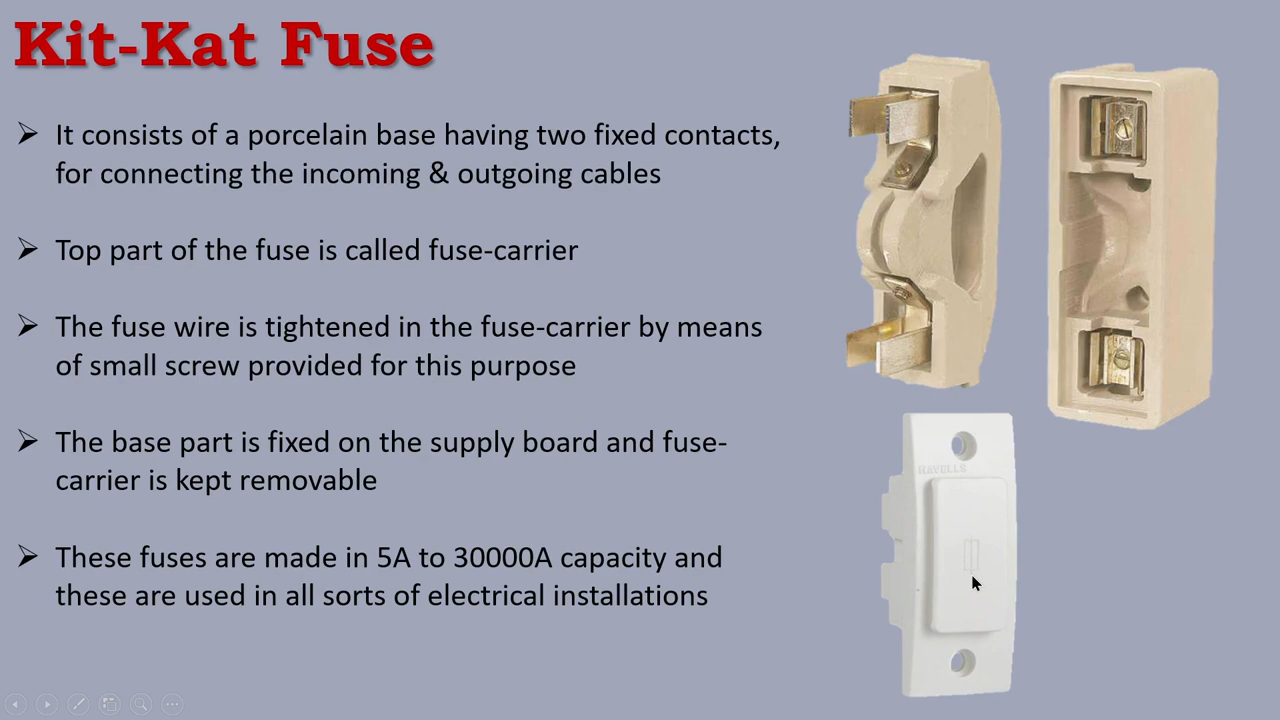 Kit-Kat Fuse
➢ It consists of a porcelain base having two fixed contacts,
for connecting the incoming & outgoing cables
➢ Top part of the fuse is called fuse-carrier
➢ The fuse wire is tightened in the fuse-carrier by means
of small screw provided for this purpose
➢ The base part is fixed on the supply board and fuse-
carrier is kept removable
➢ These fuses are made in 5A to 30000A capacity and
these are used in all sorts of electrical installations
HAVELLS